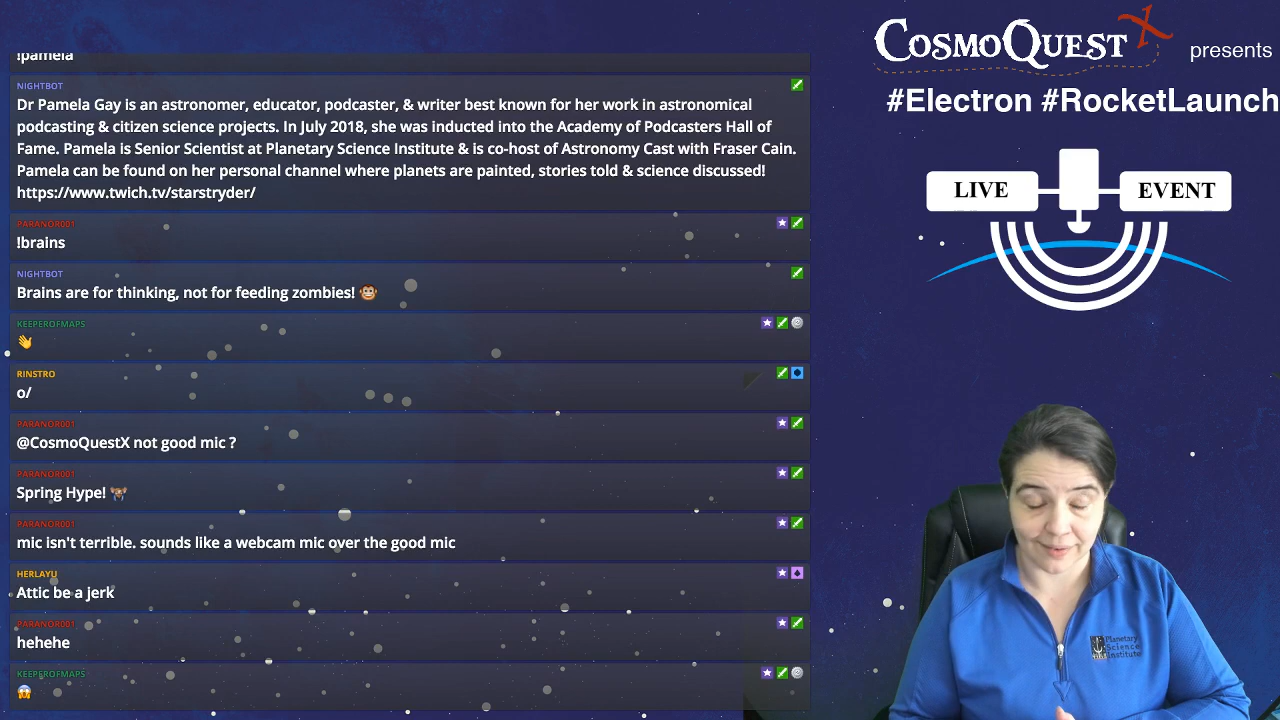 !pamela
NIGHTBOT
Dr Pamela Gay is an astronomer, educator, podcaster, & writer best known for her work in astronomical
podcasting & citizen science projects. In July 2018, she was inducted into the Academy of Podcasters Hall of
Fame. Pamela is Senior Scientist at Planetary Science Institute & is co-host of Astronomy Cast with Fraser Cain.
Pamela can be found on her personal channel where planets are painted, stories told & science discussed!
https://www.twich.tv/starstryder/
PARANOR001
!brains
NIGHTBOT
Brains are for thinking, not for feeding zombies! 🐵
KEEPEROFMAPS
👋
RINSTRO
o/
PARANOR001
@CosmoQuestX not good mic ?
PARANOR001
Spring Hype!
PARANOR001
mic isn't terrible. sounds like a webcam mic over the good mic
HERLAYU
Attic be a jerk
PARANOR001
hehehe
KEEPEROFMAPS
😱
COSMOQUEST X presents
#Electron #RocketLaunch
LIVE EVENT
Planetary
Science
Institute